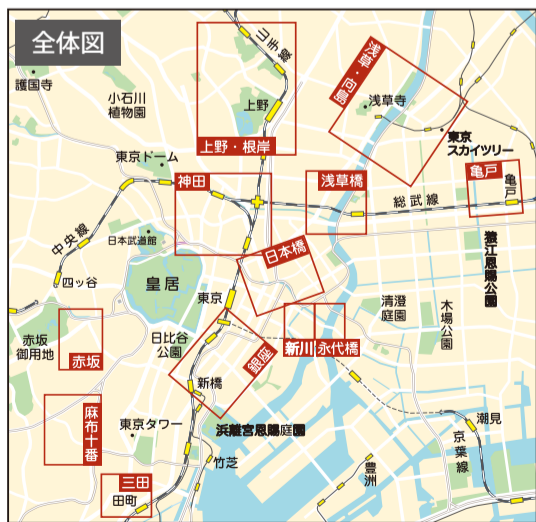 全体図
山手線
護国寺
小石川
植物園
上野
上野・根岸
浅草・向島
浅草寺
東京
スカイツリー
東京ドーム
神田
浅草橋
亀戸
亀戸
総武線
中央線
日本武道館
日本橋
猿江恩賜公園
四ッ谷
皇居
東京
清澄
庭園
木場公園
赤坂
御用地
赤坂
日比谷
公園
新川
永代橋
銀座
新橋
麻布十番
東京タワー
浜離宮恩賜庭園
潮見
京葉線
竹芝
豊洲
三田
田町